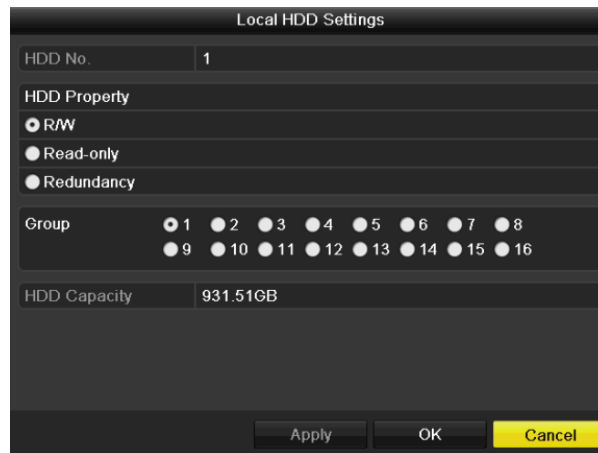 Local HDD Settings
HDD No. 1
HDD Property
R/W
Read-only
Redundancy
Group 1 2 3 4 5 6 7 8
9 10 11 12 13 14 15 16
HDD Capacity 931.51GB
Apply OK Cancel